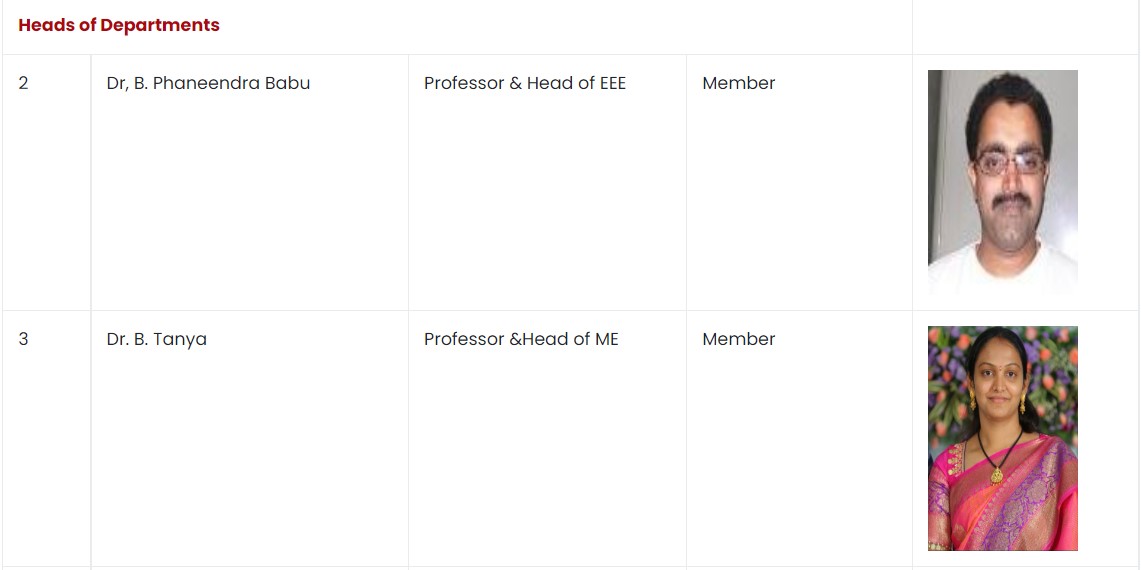 Heads of Departments
2 Dr, B. Phaneendra Babu Professor & Head of EEE Member
3 Dr. B. Tanya Professor &Head of ME Member